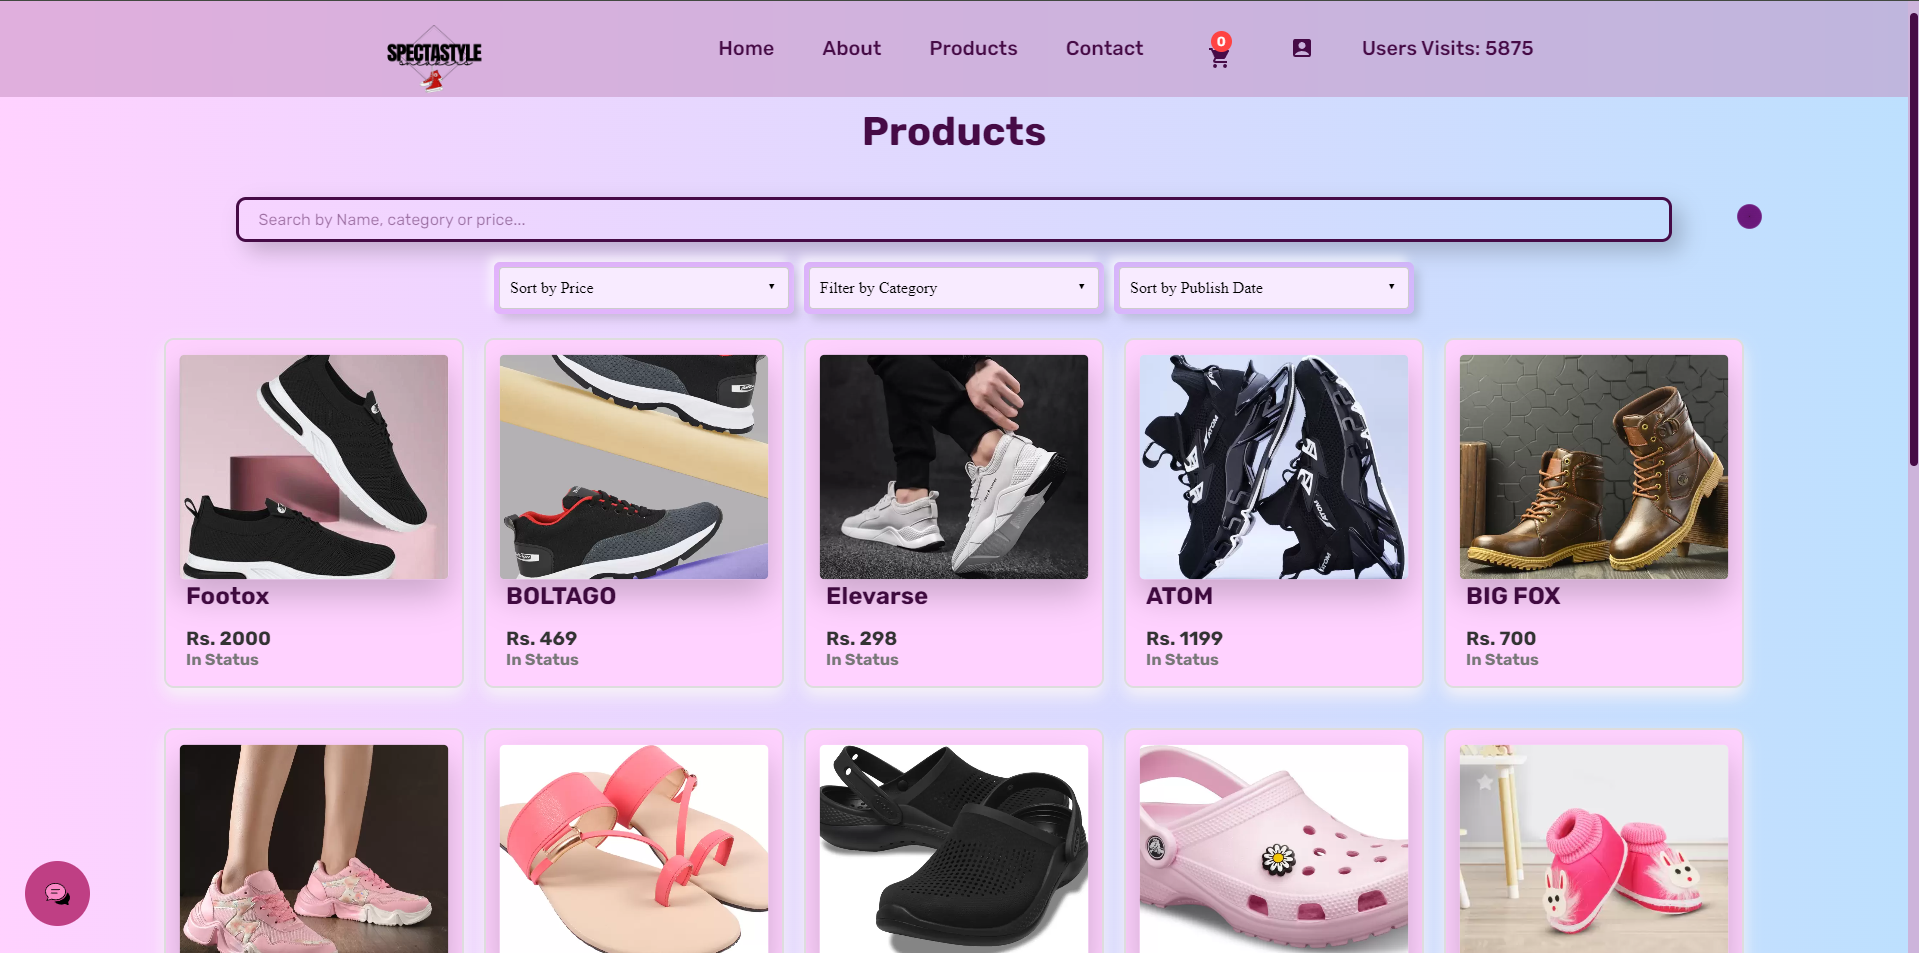 SPECTASTYLE
sneakers
Home
About
Products
Contact
0
Users Visits: 5875
Products
Search by Name, category or price...
Sort by Price
Filter by Category
Sort by Publish Date
Footox
Rs. 2000
In Status
BOLTAGO
Rs. 469
In Status
Elevarse
Rs. 298
In Status
ATOM
Rs. 1199
In Status
BIG FOX
Rs. 700
In Status